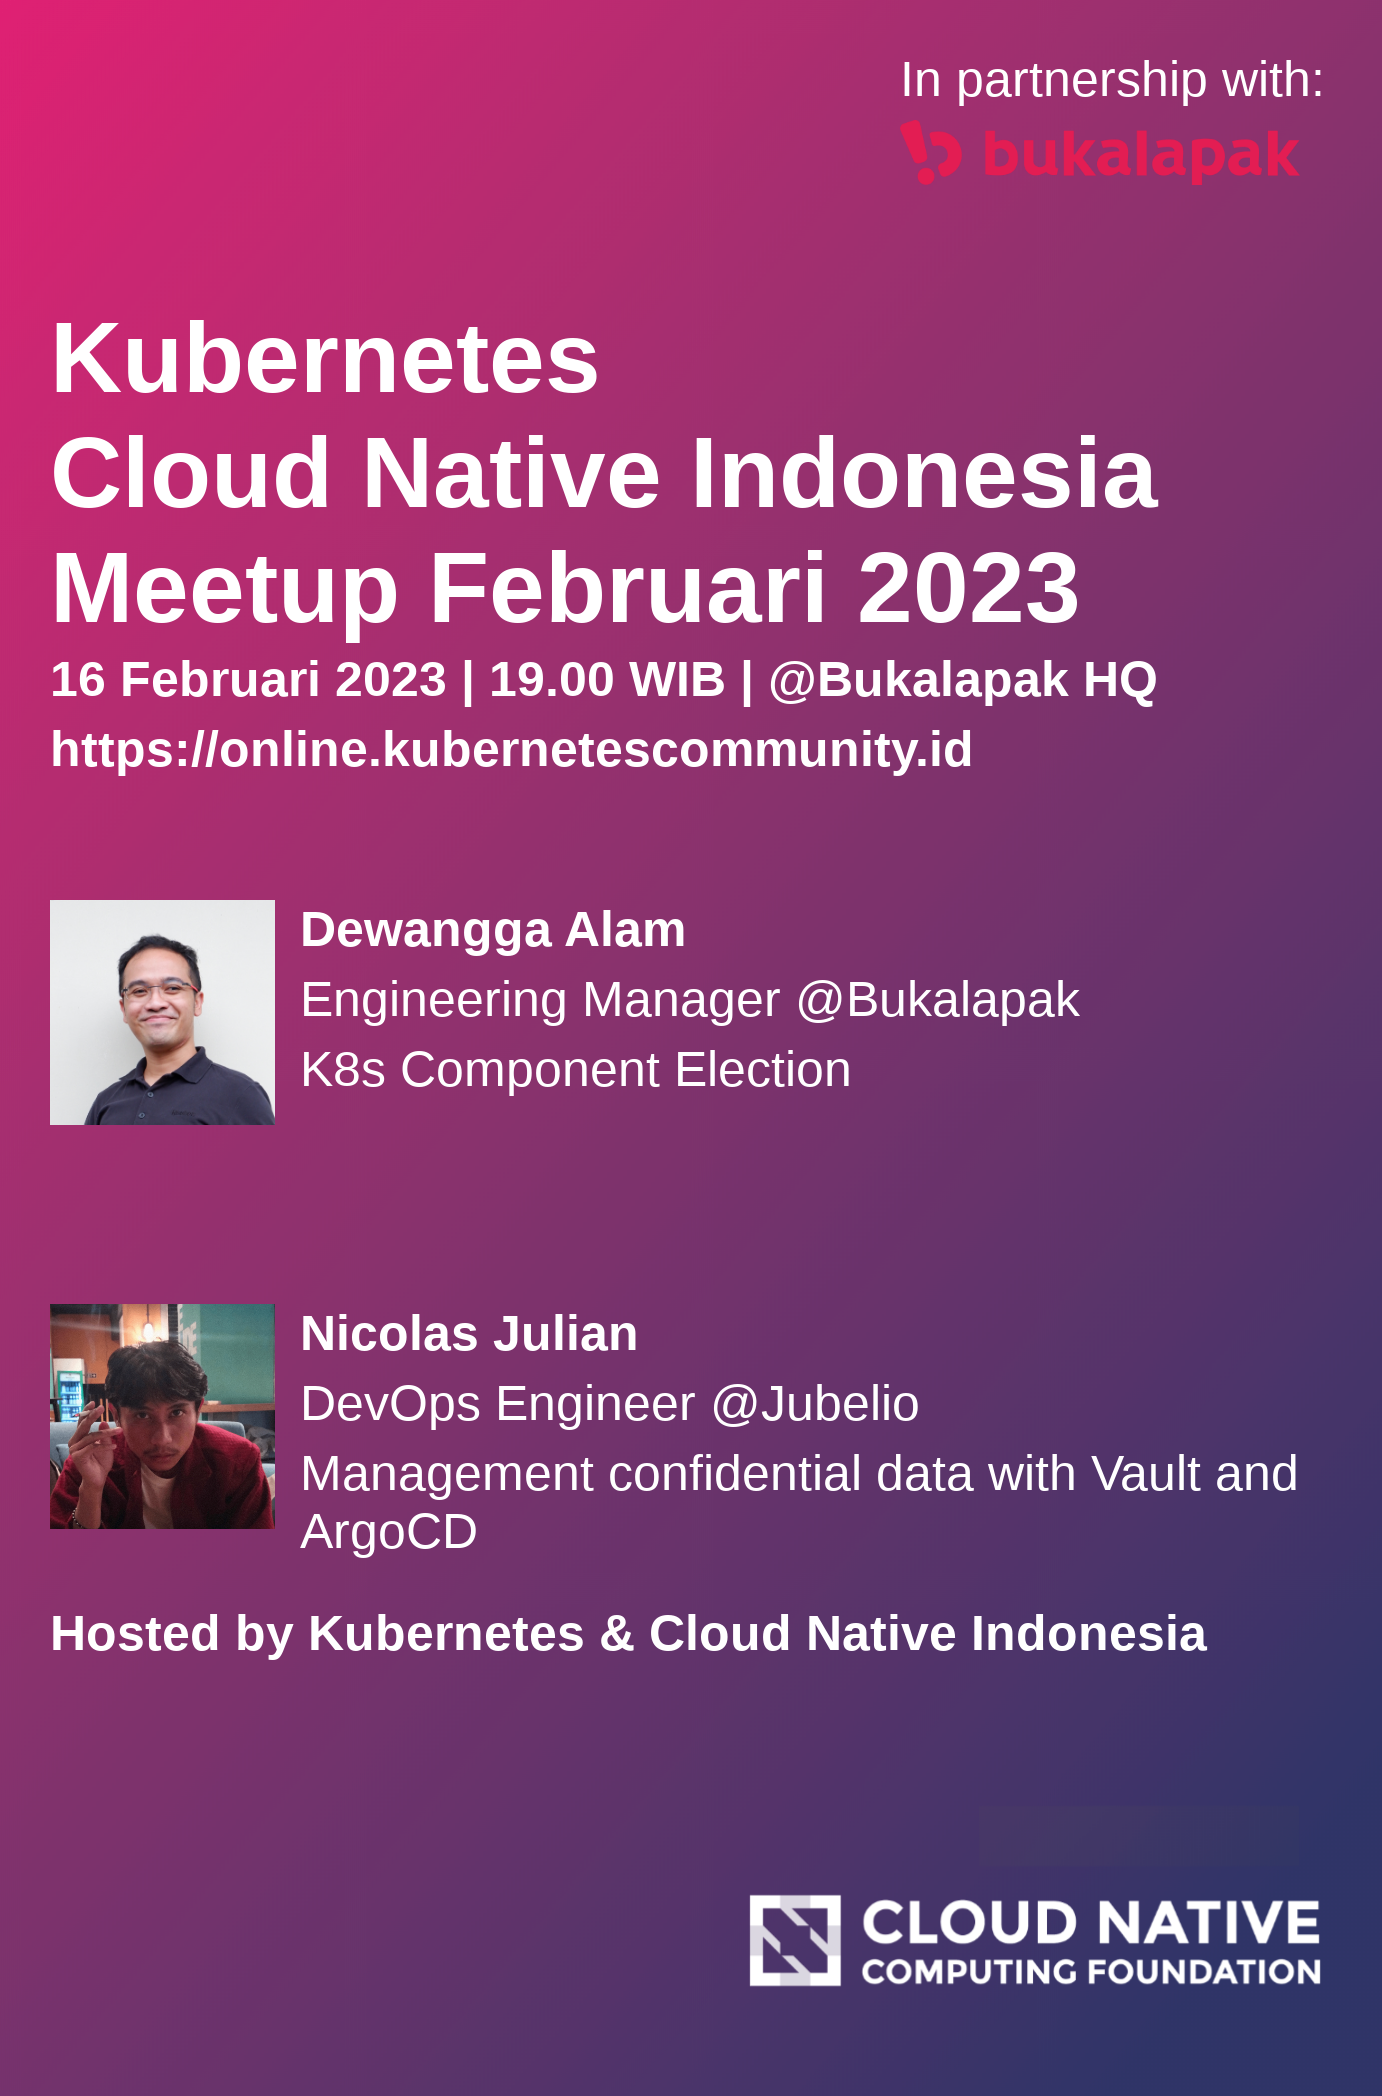 In partnership with:
bukalapak
Kubernetes
Cloud Native Indonesia
Meetup Februari 2023
16 Februari 2023 | 19.00 WIB | @Bukalapak HQ
https://online.kubernetescommunity.id
Dewangga Alam
Engineering Manager @Bukalapak
K8s Component Election
Nicolas Julian
DevOps Engineer @Jubelio
Management confidential data with Vault and
ArgoCD
Hosted by Kubernetes & Cloud Native Indonesia
CLOUD NATIVE
COMPUTING FOUNDATION